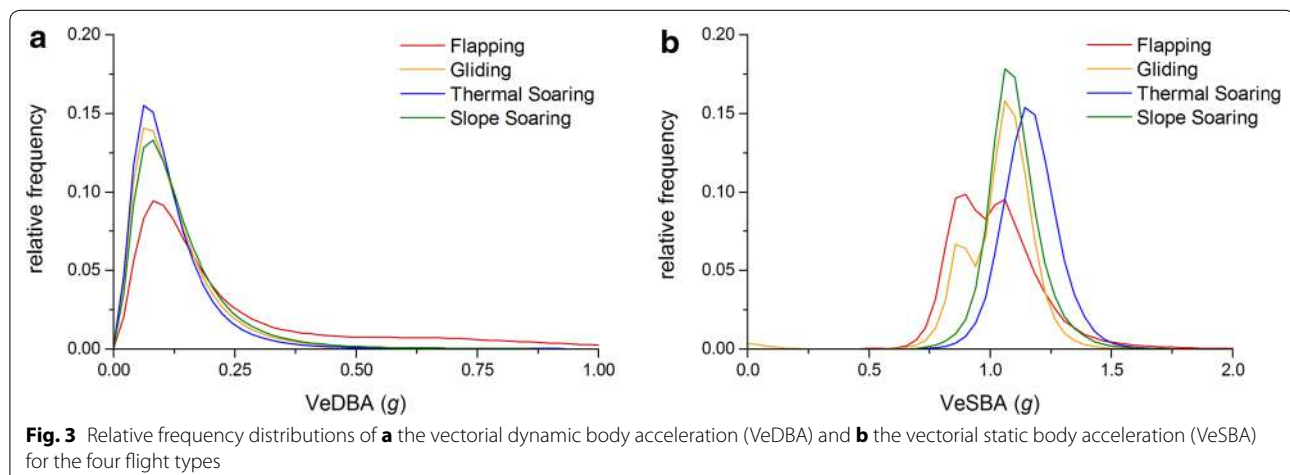 a
0.20
0.15
0.10
0.05
0.00
relative frequency
0.00
0.25
0.50
0.75
1.00
VeDBA (g)
Flapping
Gliding
Thermal Soaring
Slope Soaring
b
0.20
0.15
0.10
0.05
0.00
relative frequency
0.0
0.5
1.0
1.5
2.0
VeSBA (g)
Flapping
Gliding
Thermal Soaring
Slope Soaring
Fig. 3 Relative frequency distributions of a the vectorial dynamic body acceleration (VeDBA) and b the vectorial static body acceleration (VeSBA)
for the four flight types